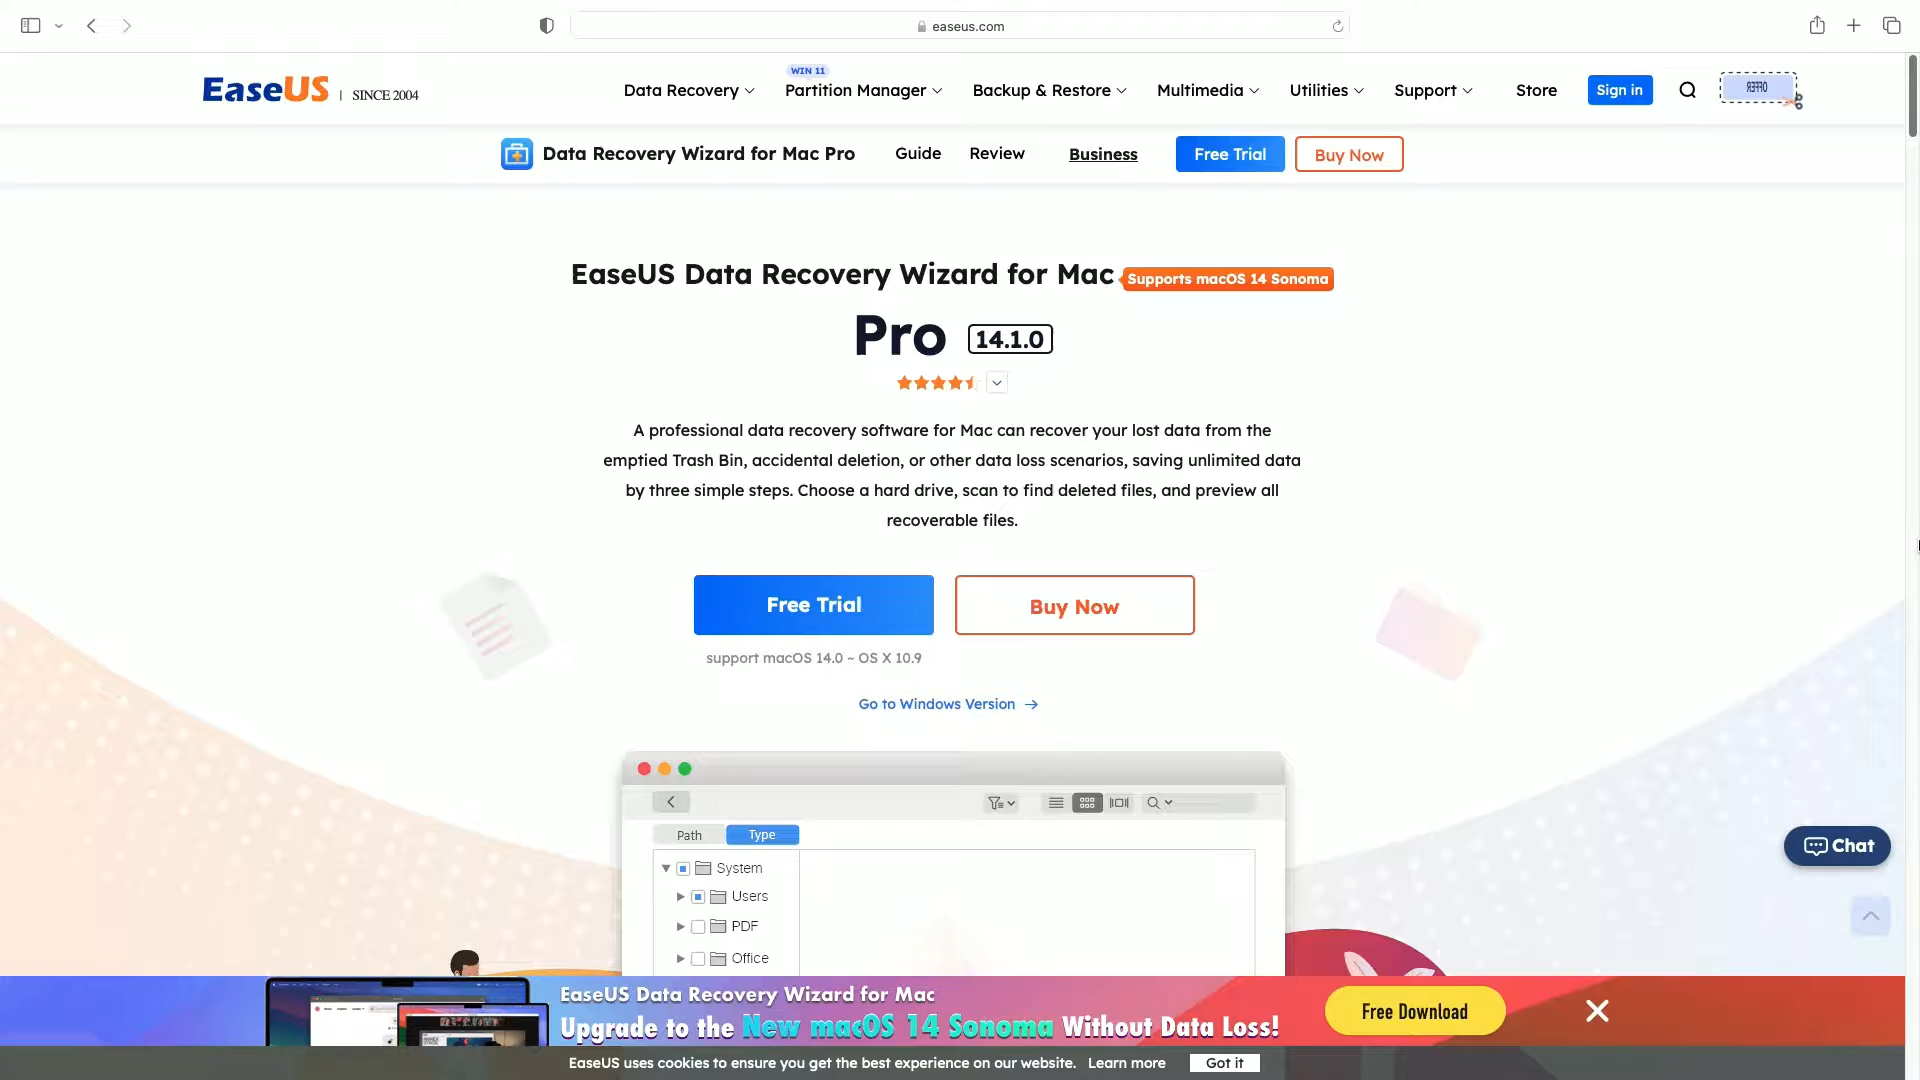 easeus.com
EaseUS | SINCE 2004
Data Recovery
WIN 11
Partition Manager
Backup & Restore
Multimedia
Utilities
Support
Store
Sign in
OFFER
Data Recovery Wizard for Mac Pro
Guide
Review
Business
Free Trial
Buy Now
EaseUS Data Recovery Wizard for Mac
Supports macOS 14 Sonoma
Pro 14.1.0
A professional data recovery software for Mac can recover your lost data from the
emptied Trash Bin, accidental deletion, or other data loss scenarios, saving unlimited data
by three simple steps. Choose a hard drive, scan to find deleted files, and preview all
recoverable files.
Free Trial
Buy Now
support macOS 14.0 ~ OS X 10.9
Go to Windows Version
Path
Type
System
Users
PDF
Office
Chat
EaseUS Data Recovery Wizard for Mac
Upgrade to the New macOS 14 Sonoma Without Data Loss!
Free Download
EaseUS uses cookies to ensure you get the best experience on our website. Learn more
Got it